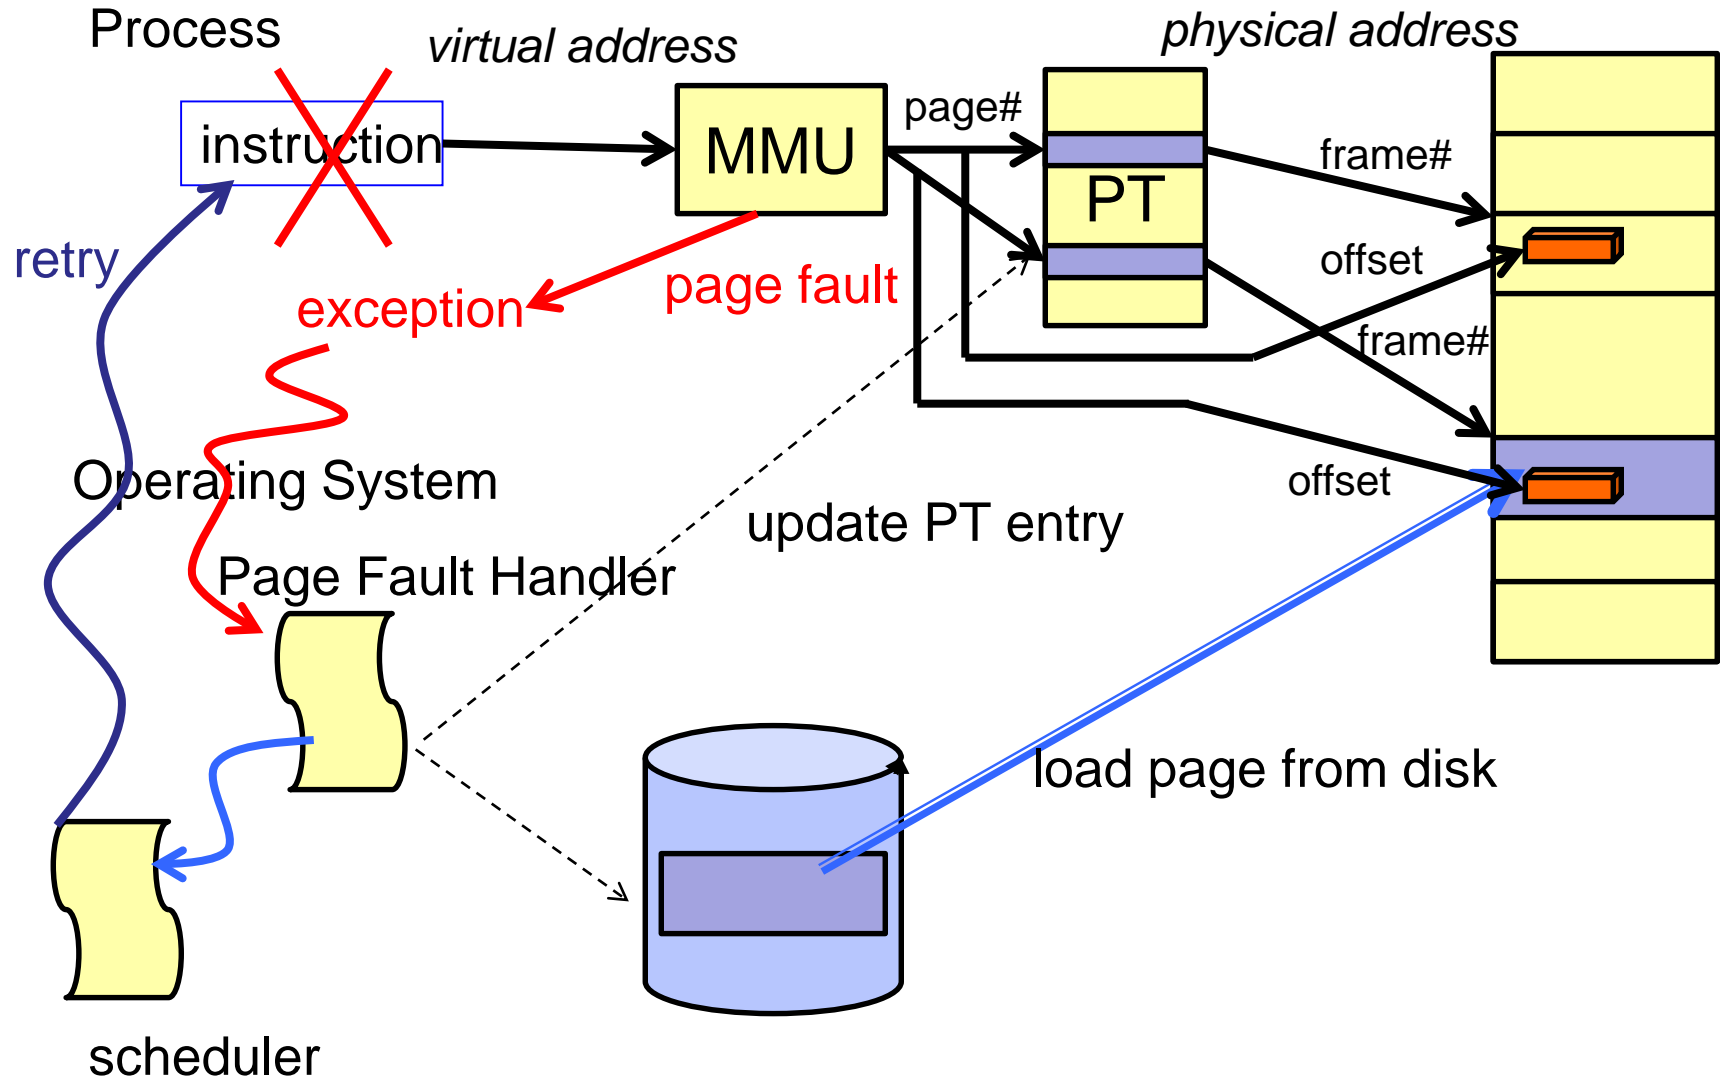 Process
virtual address
physical address
instruction
MMU
page#
PT
frame#
offset
frame#
retry
exception
page fault
offset
Operating System
update PT entry
Page Fault Handler
load page from disk
scheduler